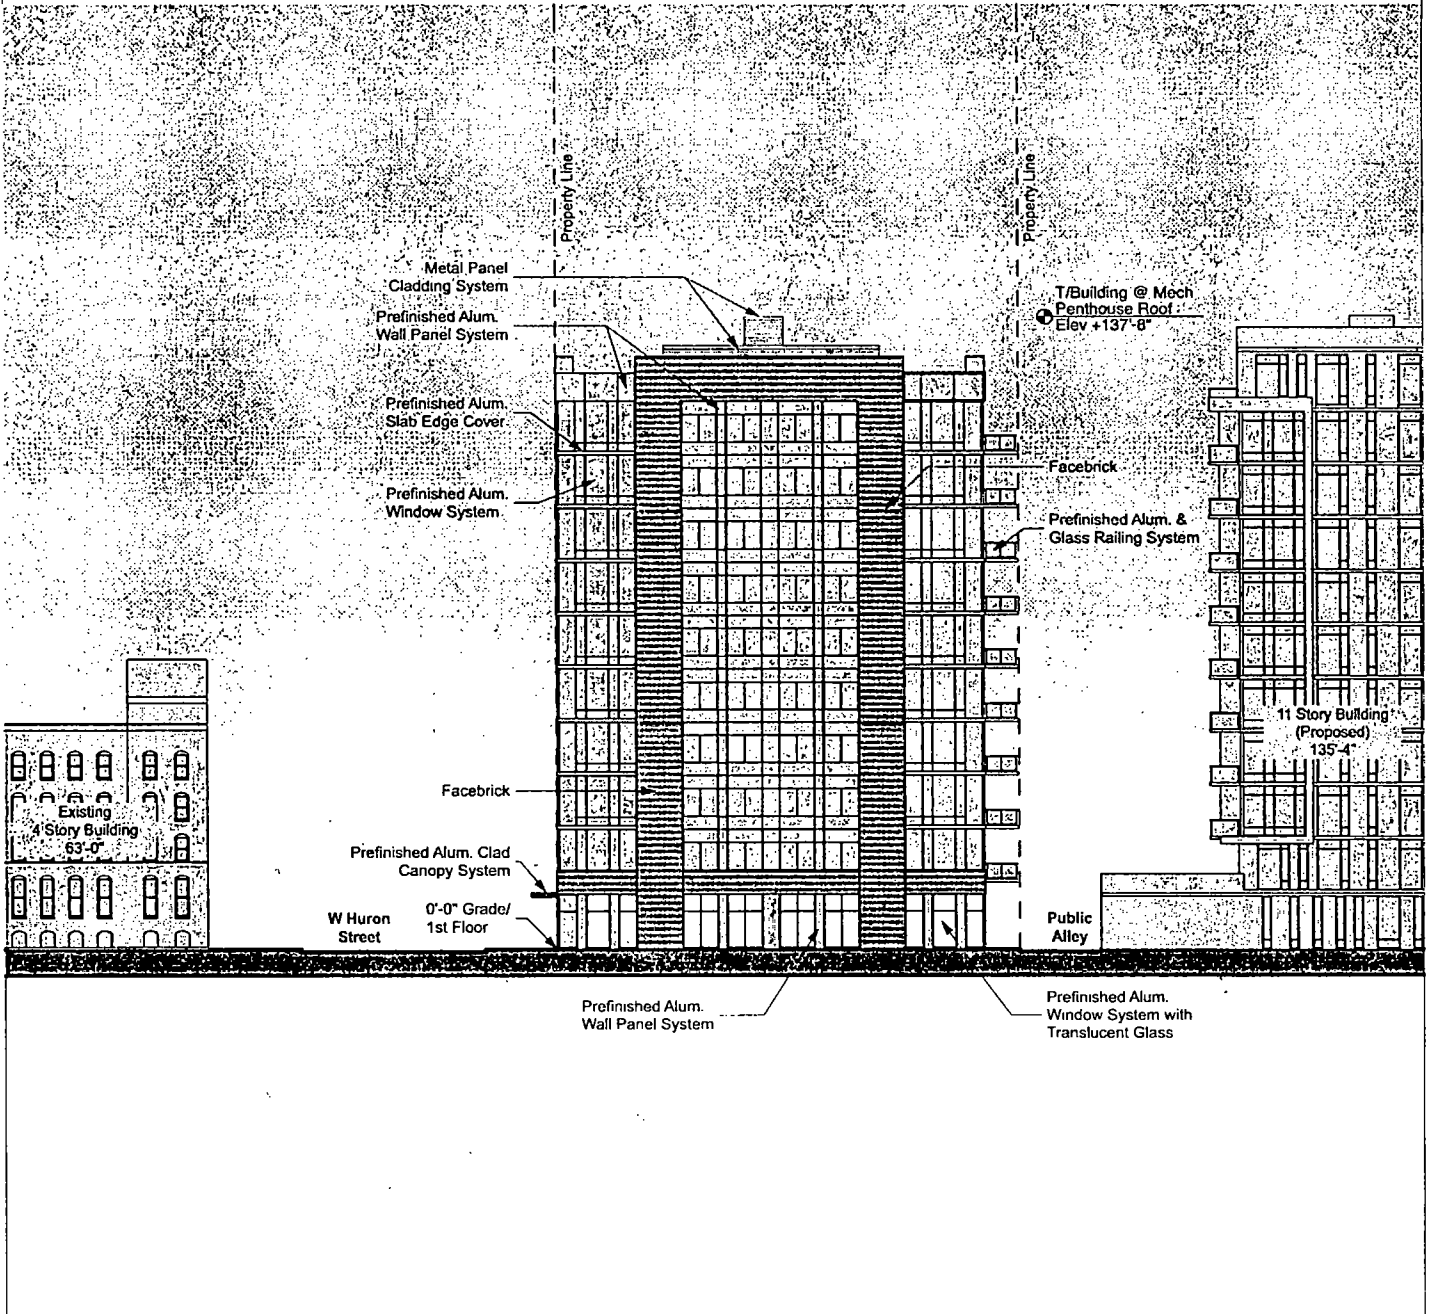 Property Line
Property Line
Metal Panel
Cladding System
T/Building @ Mech
Penthouse Roof
Elev +137'-8"
Prefinished Alum.
Wall Panel System
Prefinished Alum.
Slab Edge Cover
Facebrick
Prefinished Alum.
Window System
Prefinished Alum. &
Glass Railing System
11 Story Building
(Proposed)
135'-4"
Facebrick
Existing
4 Story Building
63'-0"
Prefinished Alum. Clad
Canopy System
W Huron
Street
0'-0" Grade/
1st Floor
Public
Alley
Prefinished Alum.
Wall Panel System
Prefinished Alum.
Window System with
Translucent Glass